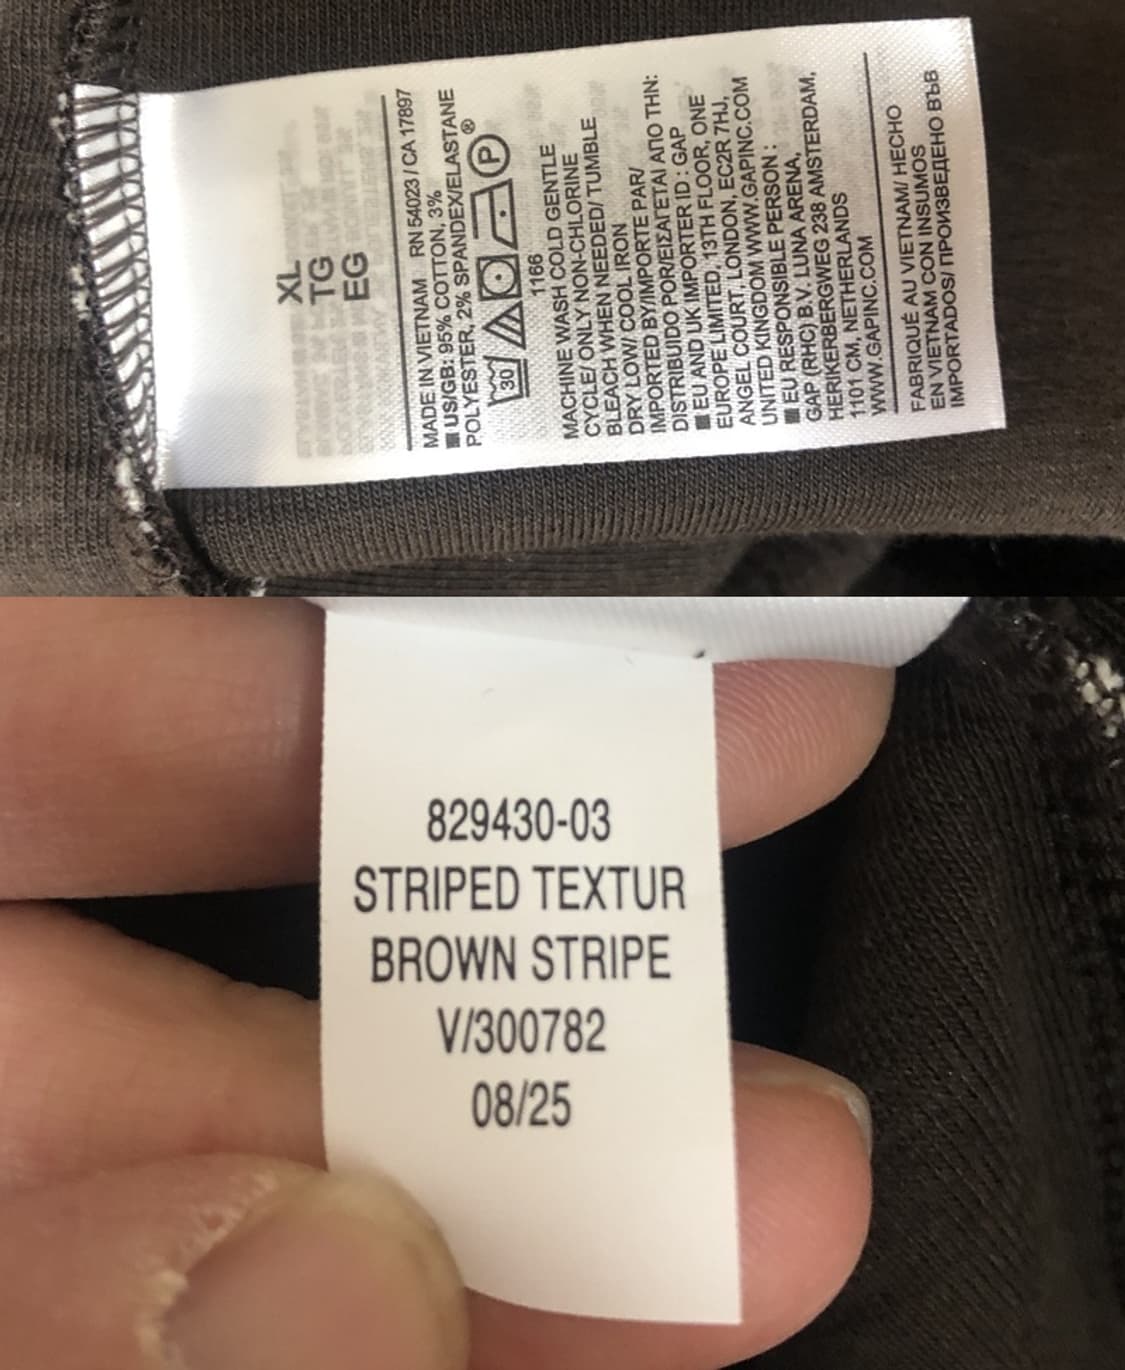 XL
TG
EG
MADE IN VIETNAM RN 54023 / CA 17897
■ US/GB: 95% COTTON, 3%
POLYESTER, 2% SPANDEX/ELASTANE
30 P ®
1166
MACHINE WASH COLD GENTLE
CYCLE/ ONLY NON-CHLORINE
BLEACH WHEN NEEDED/ TUMBLE
DRY LOW/ COOL IRON
IMPORTED BY/IMPORTE PAR/
DISTRIBUIDO POR/ΕΙΣΑΓΕΤΑΙ ΑΠΟ ΤΗΝ:
■ EU AND UK IMPORTER ID : GAP
EUROPE LIMITED, 13TH FLOOR, ONE
ANGEL COURT, LONDON, EC2R 7HJ,
UNITED KINGDOM WWW.GAPINC.COM
■ EU RESPONSIBLE PERSON :
GAP (RHC) B.V. LUNA ARENA,
HERIKERBERGWEG 238 AMSTERDAM,
1101 CM, NETHERLANDS
WWW.GAPINC.COM
FABRIQUÉ AU VIETNAM/ HECHO
EN VIETNAM CON INSUMOS
IMPORTADOS/ ПРОИЗВЕДЕНО ВЪВ
829430-03
STRIPED TEXTUR
BROWN STRIPE
V/300782
08/25